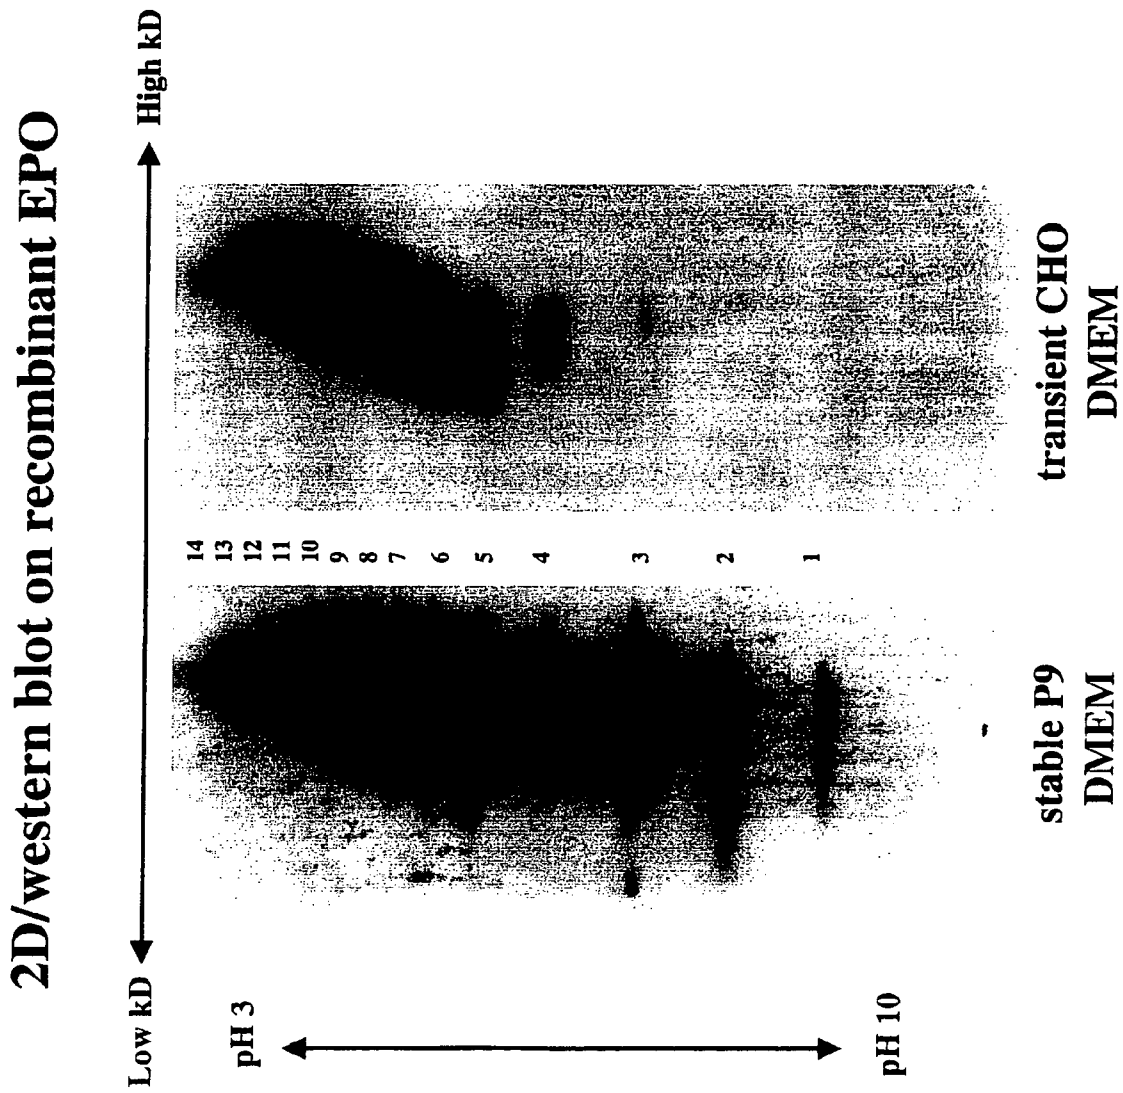 2D/western blot on recombinant EPO
Low kD
High kD
pH 3
pH 10
14
13
12
11
10
9
8
7
6
5
4
3
2
1
stable P9
DMEM
transient CHO
DMEM